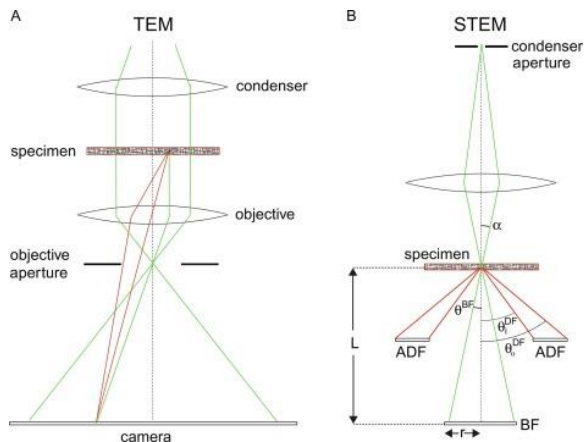 A
TEM
condenser
specimen
objective
objective
aperture
camera
B
STEM
condenser
aperture
α
specimen
θ^BF
θ_i^DF
θ_o^DF
L
ADF
ADF
r
BF